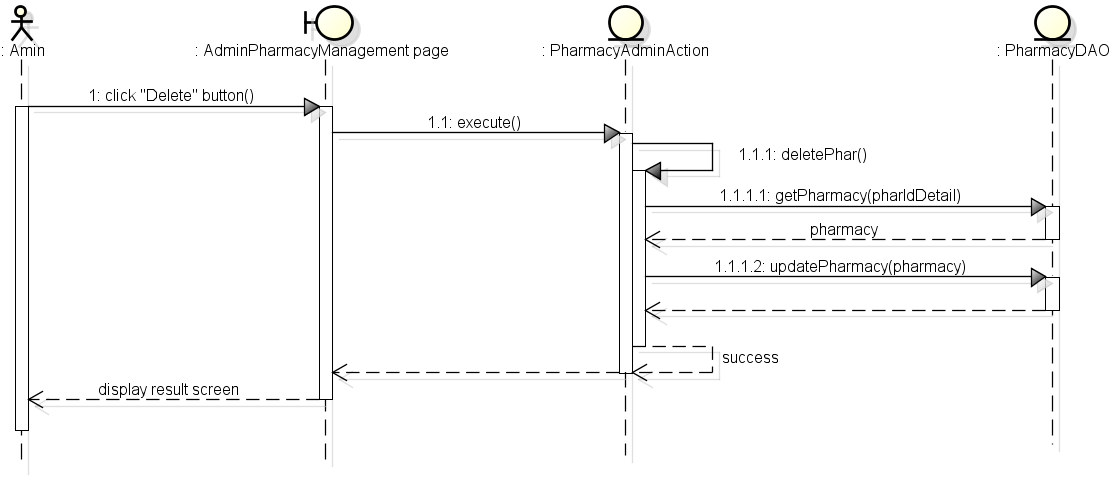 : Amin
: AdminPharmacyManagement page
: PharmacyAdminAction
: PharmacyDAO
1: click "Delete" button()
1.1: execute()
1.1.1: deletePhar()
1.1.1.1: getPharmacy(pharIdDetail)
pharmacy
1.1.1.2: updatePharmacy(pharmacy)
success
display result screen